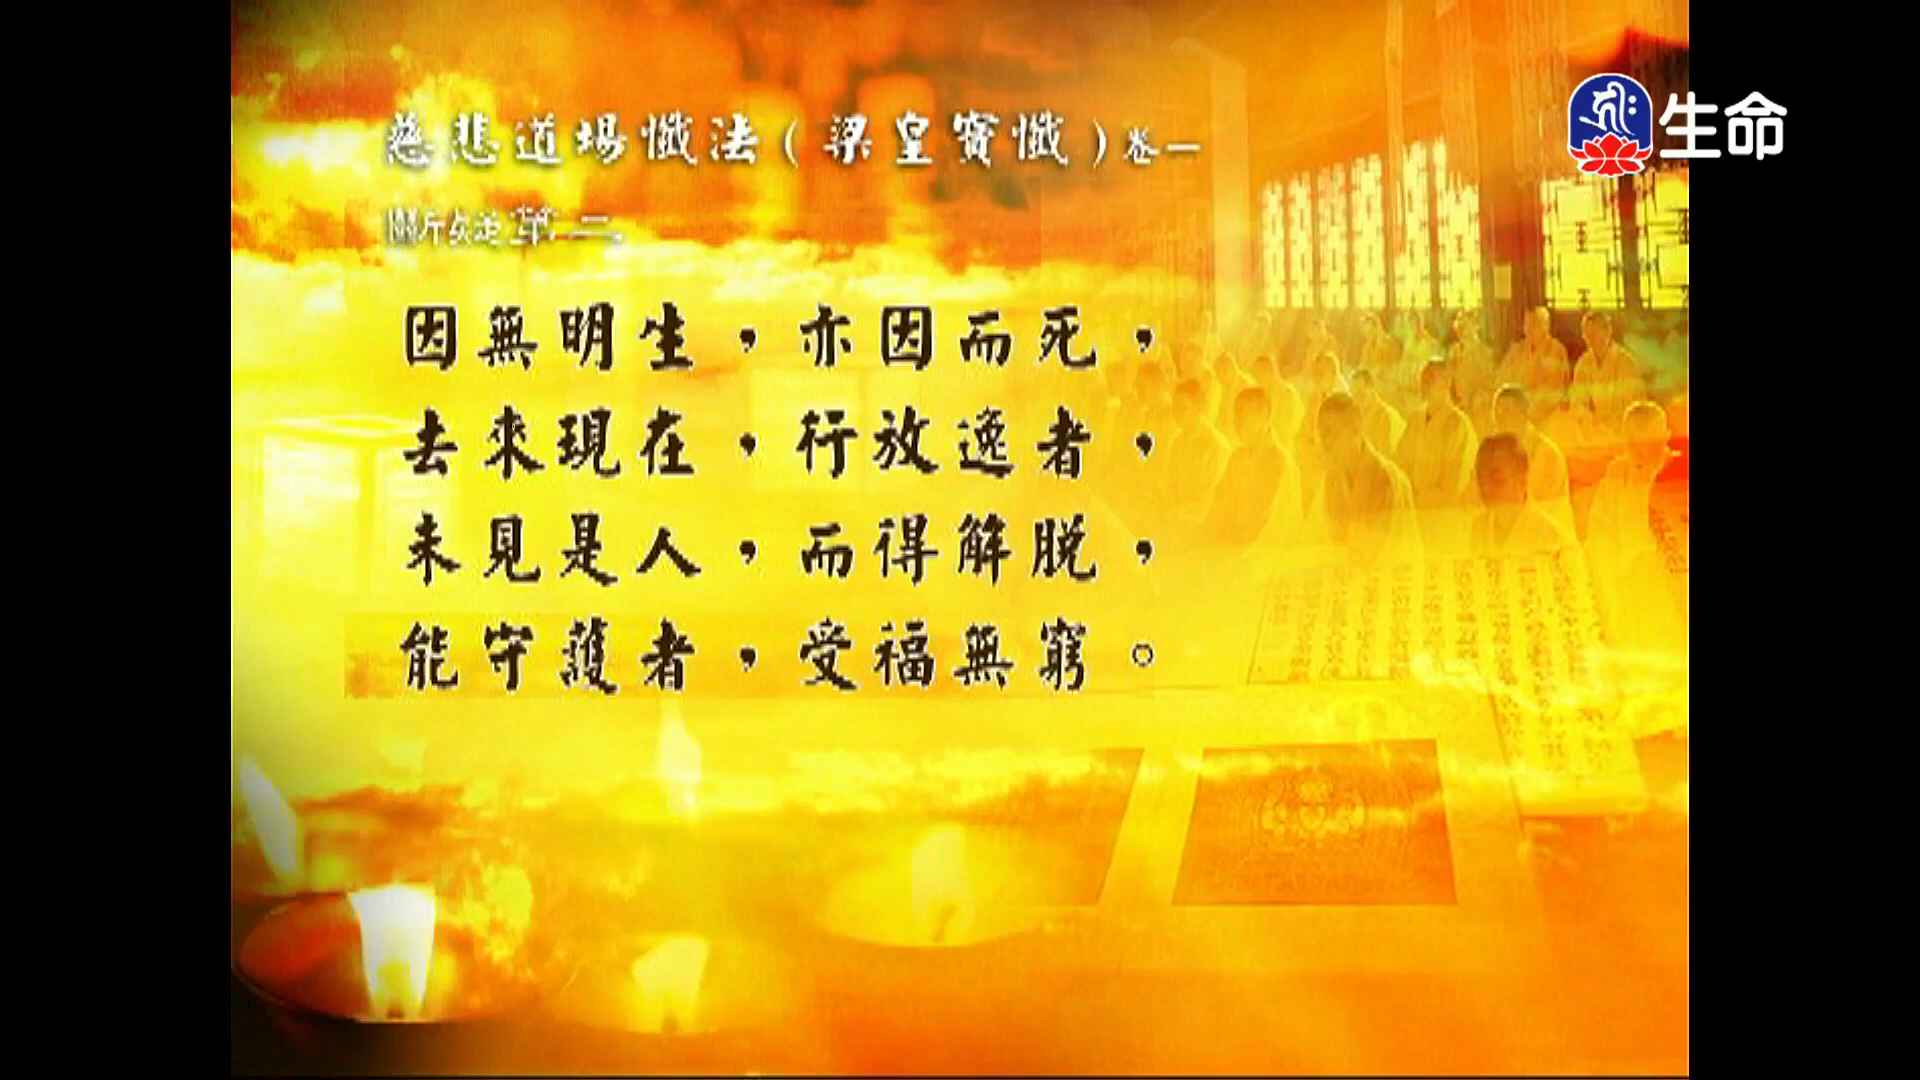 慈悲道場懺法(梁皇寶懺)卷一
生命
斷疑第二
因無明生，亦因而死，
去來現在，行放逸者，
未見是人，而得解脫，
能守護者，受福無窮。